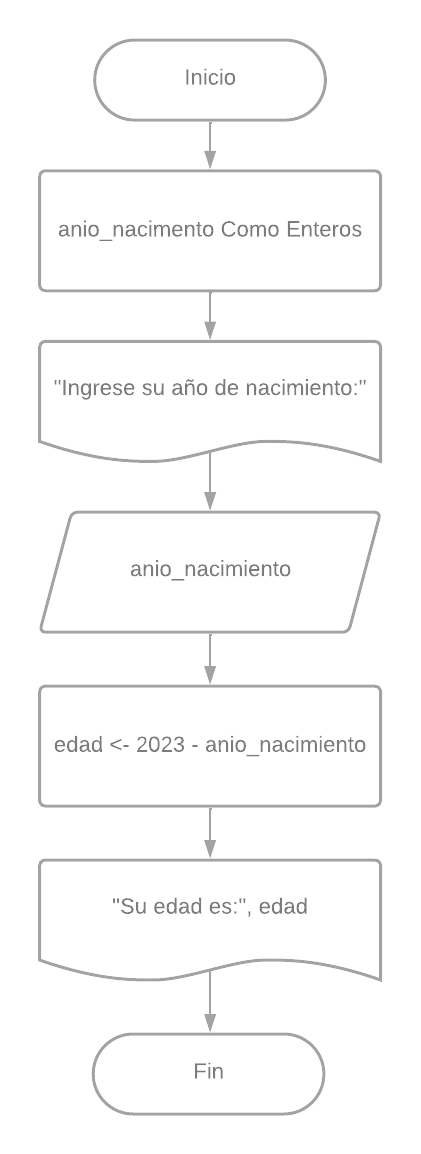 Inicio
anio_nacimento Como Enteros
"Ingrese su año de nacimiento:"
anio_nacimiento
edad <- 2023 - anio_nacimiento
"Su edad es:", edad
Fin